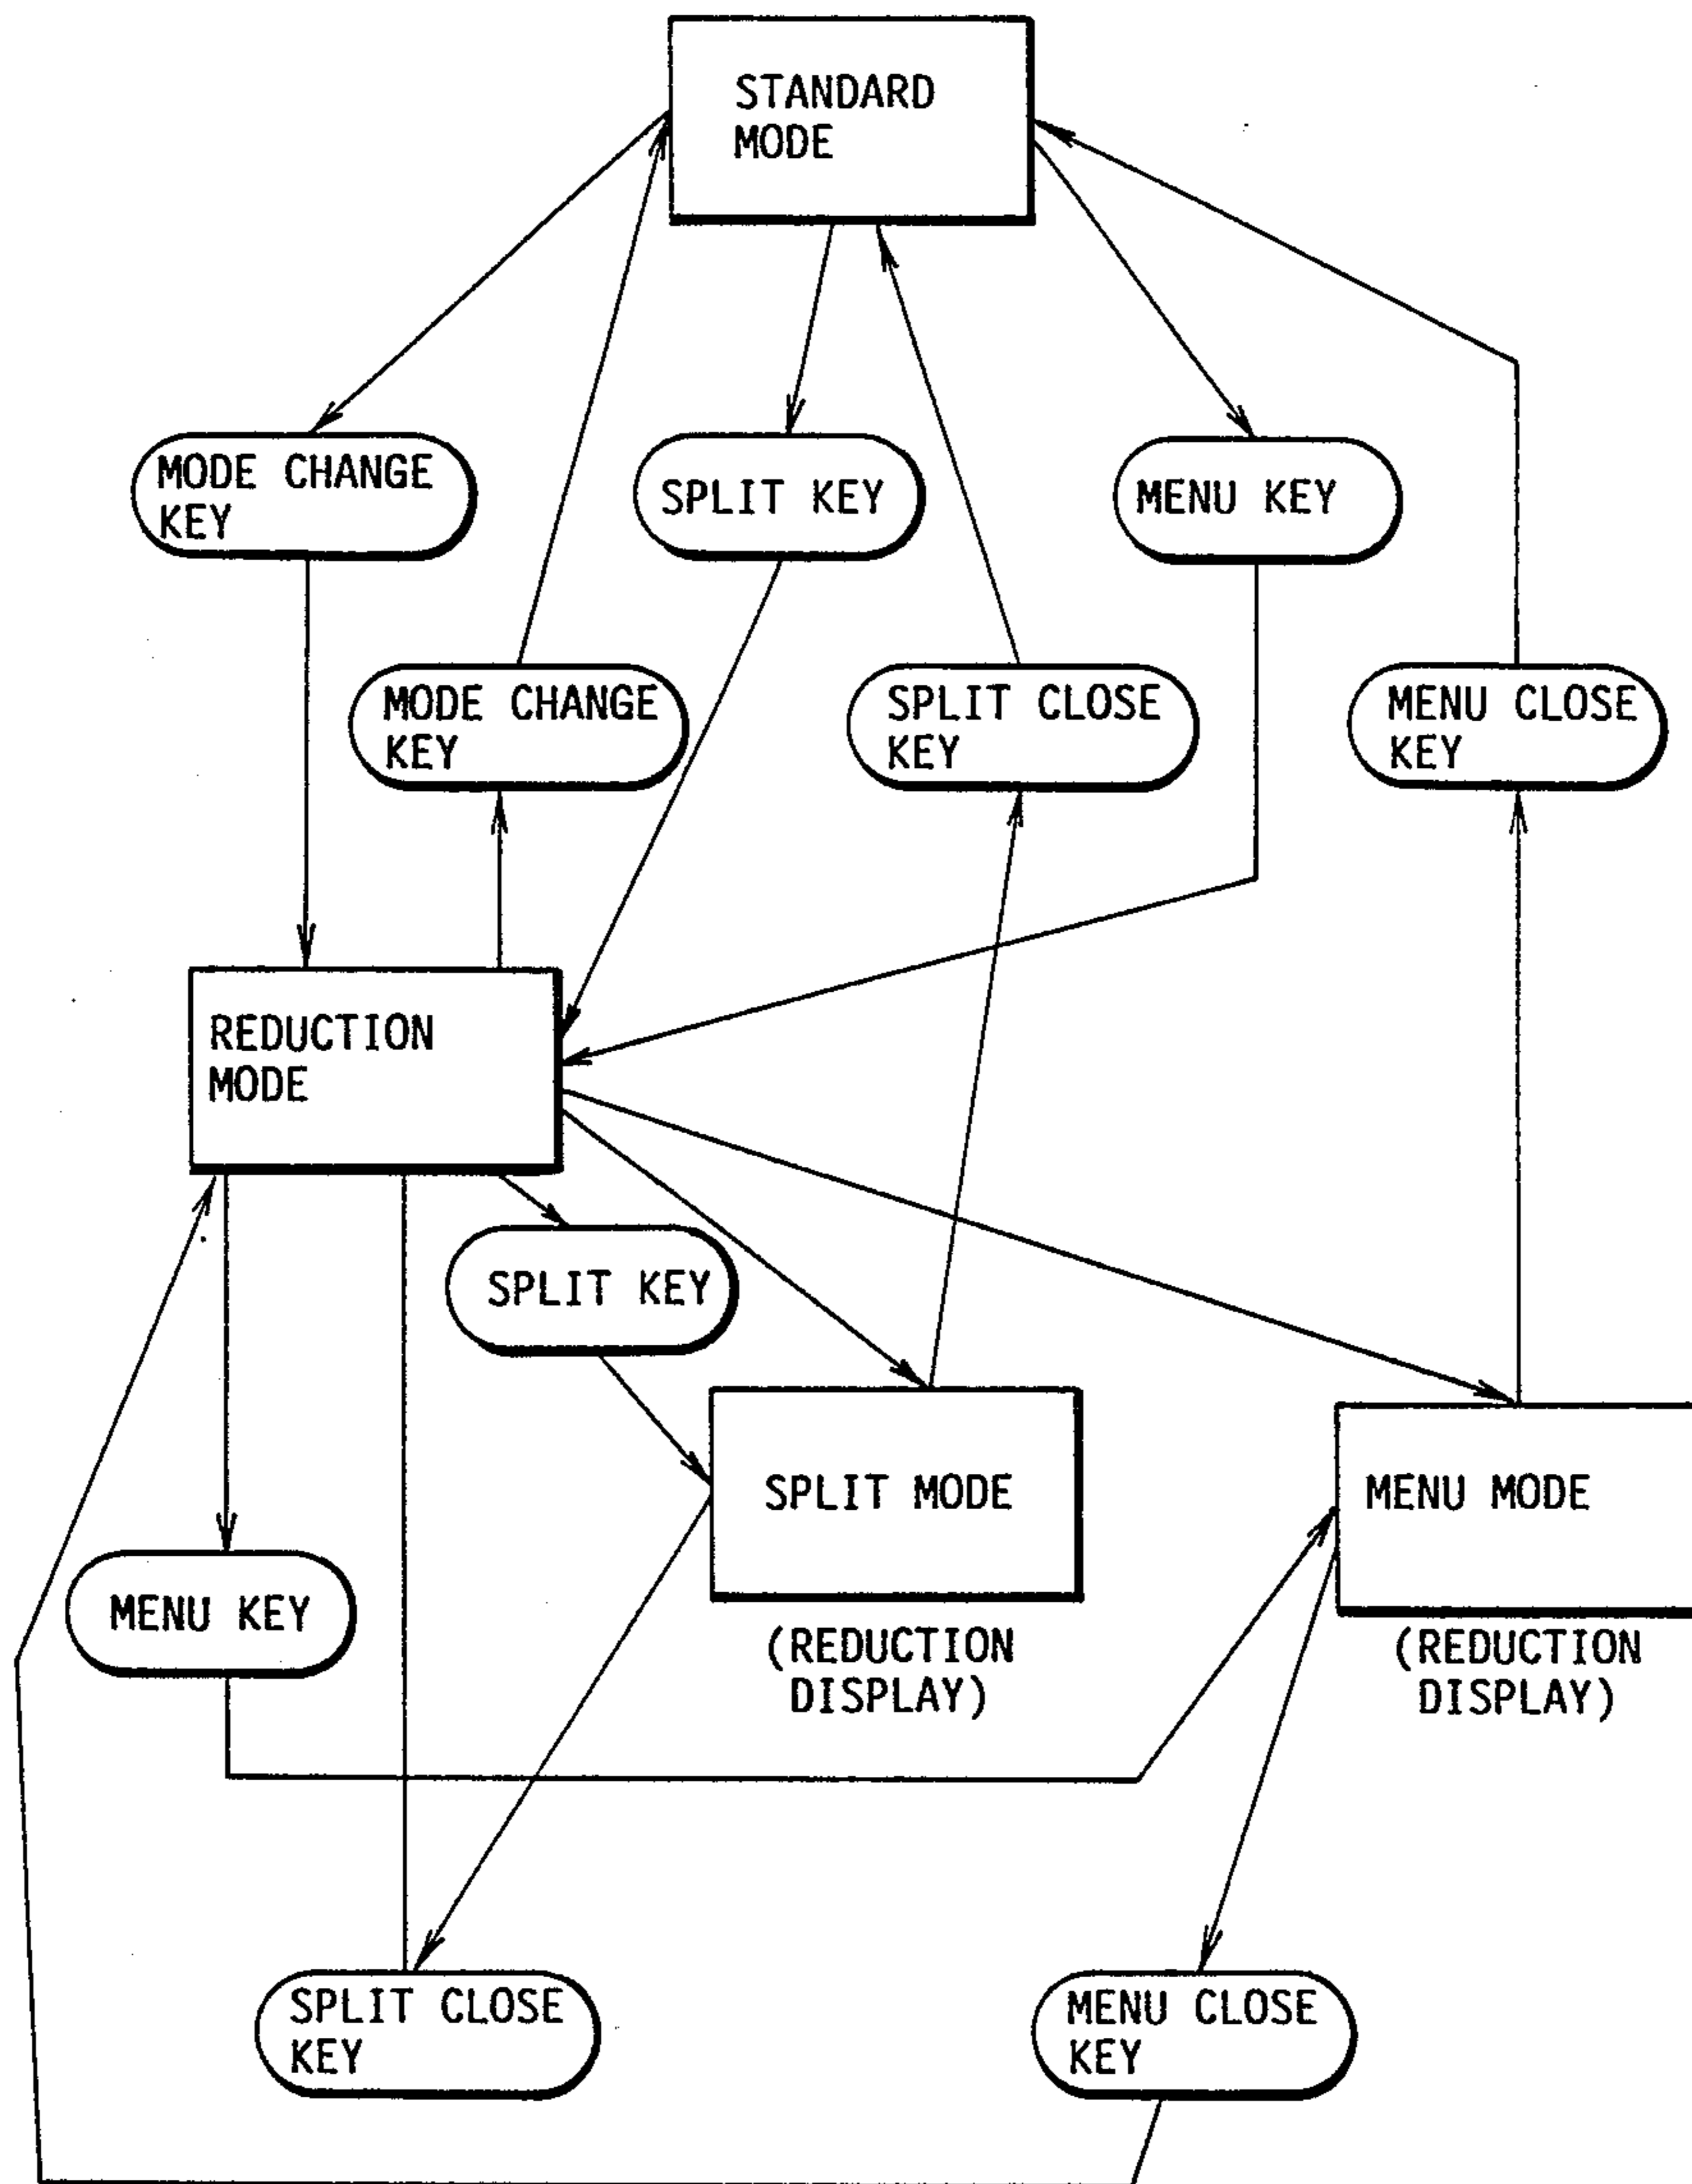 STANDARD
MODE
MODE CHANGE
KEY
SPLIT KEY
MENU KEY
MODE CHANGE
KEY
SPLIT CLOSE
KEY
MENU CLOSE
KEY
REDUCTION
MODE
SPLIT KEY
SPLIT MODE
(REDUCTION
DISPLAY)
MENU MODE
(REDUCTION
DISPLAY)
MENU KEY
SPLIT CLOSE
KEY
MENU CLOSE
KEY